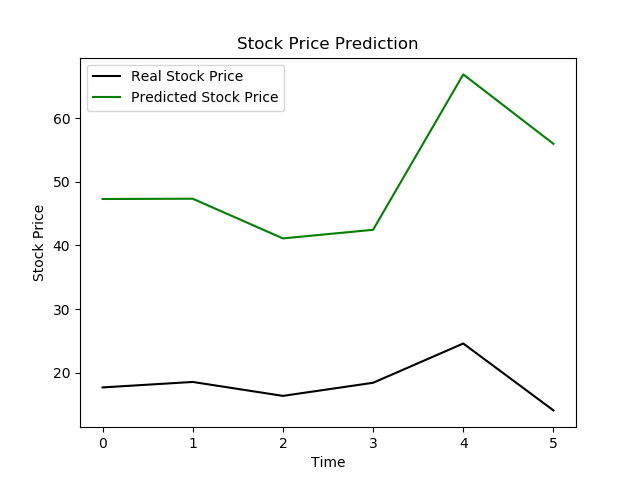 Stock Price Prediction
Real Stock Price
Predicted Stock Price
Stock Price
60
50
40
30
20
0 1 2 3 4 5
Time